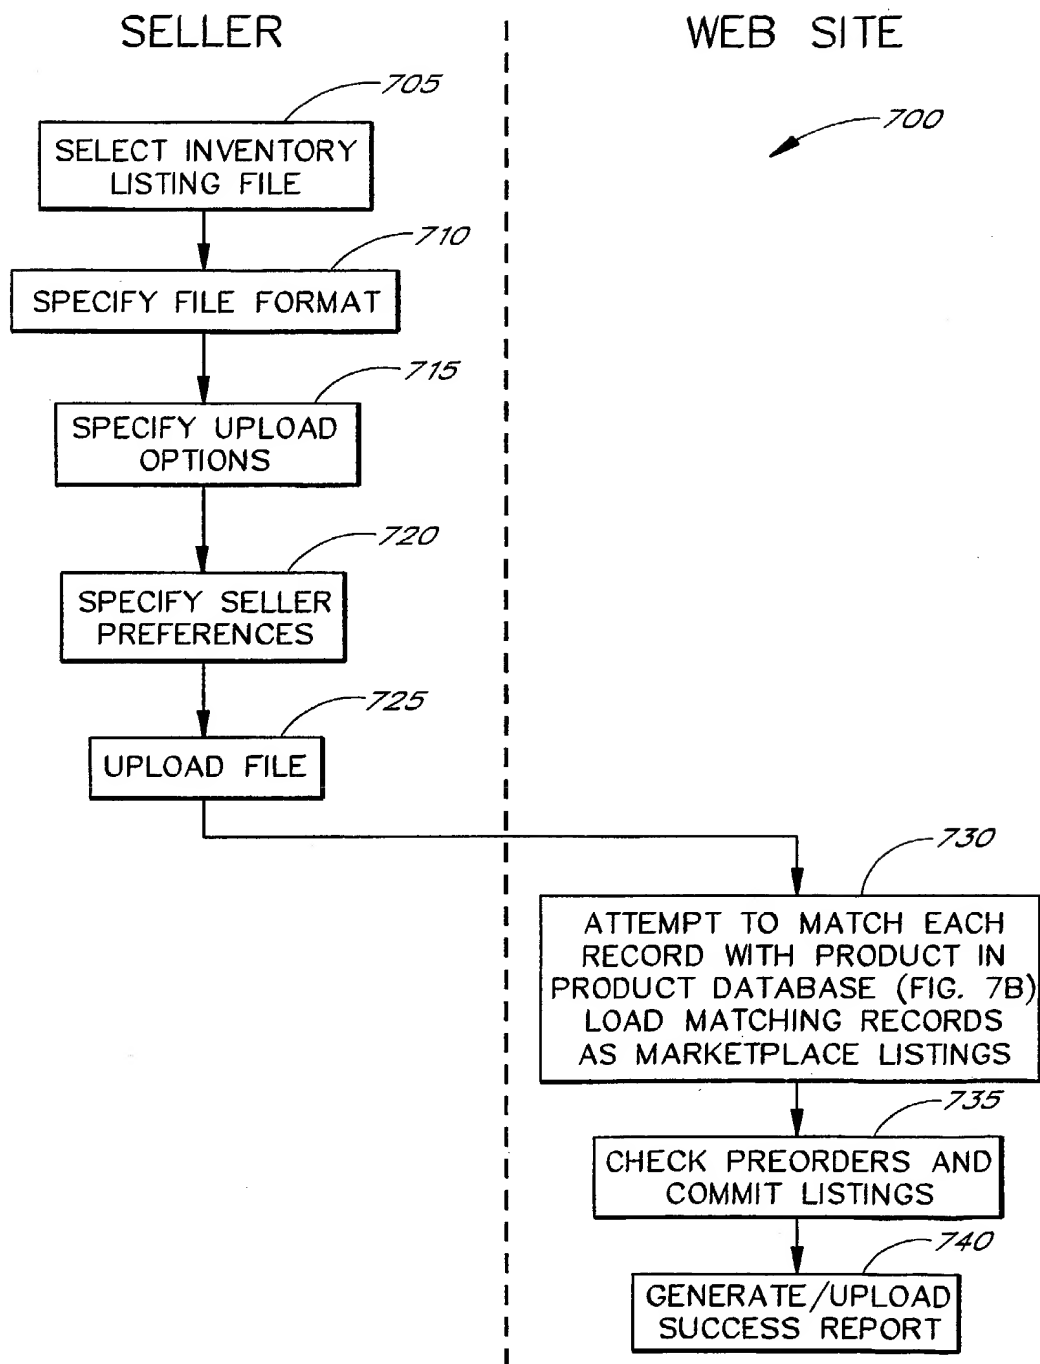 SELLER
WEB SITE
700
705
SELECT INVENTORY
LISTING FILE
710
SPECIFY FILE FORMAT
715
SPECIFY UPLOAD
OPTIONS
720
SPECIFY SELLER
PREFERENCES
725
UPLOAD FILE
730
ATTEMPT TO MATCH EACH
RECORD WITH PRODUCT IN
PRODUCT DATABASE (FIG. 7B)
LOAD MATCHING RECORDS
AS MARKETPLACE LISTINGS
735
CHECK PREORDERS AND
COMMIT LISTINGS
740
GENERATE/UPLOAD
SUCCESS REPORT